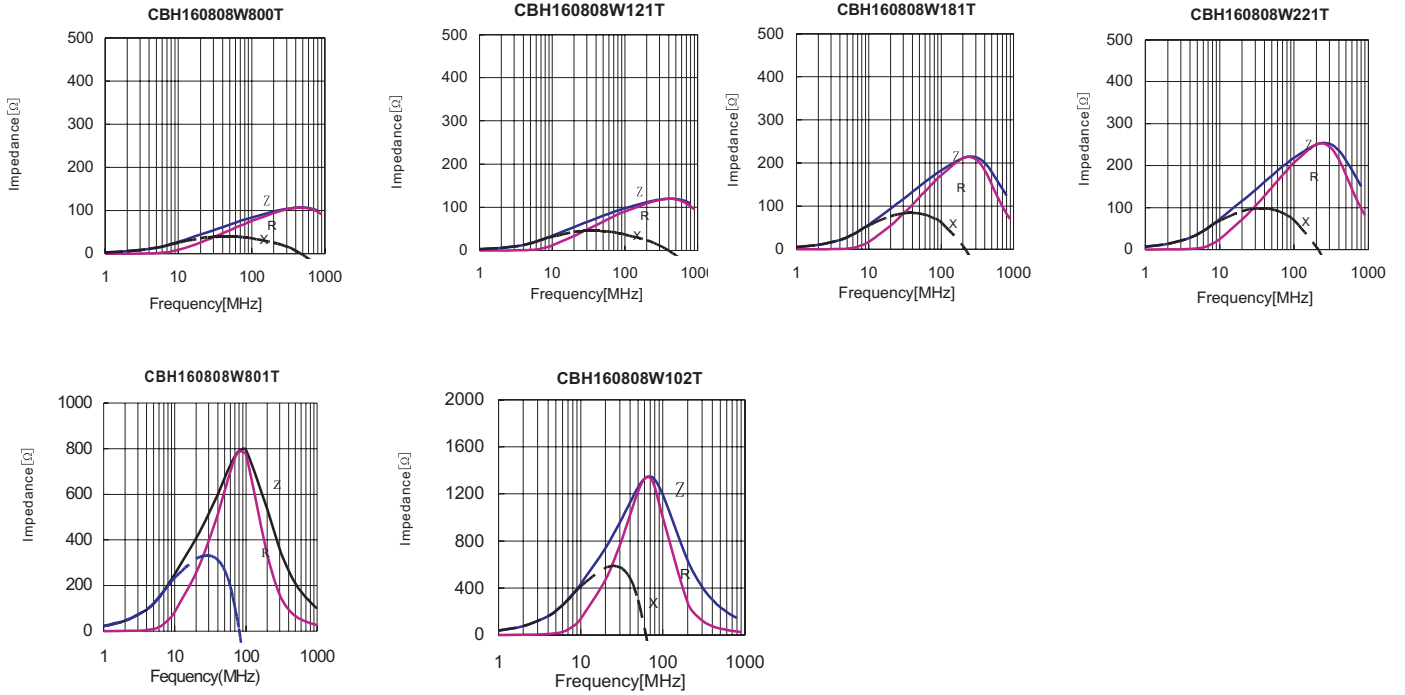 CBH160808W800T
Impedance[Ω]
500
400
300
200
100
0
Z
R
X
1 10 100 1000
Frequency[MHz]
CBH160808W121T
Impedance[Ω]
500
400
300
200
100
0
Z
R
X
1 10 100 100
Frequency[MHz]
CBH160808W181T
Impedance[Ω]
500
400
300
200
100
0
Z
R
X
1 10 100 1000
Frequency[MHz]
CBH160808W221T
Impedance[Ω]
500
400
300
200
100
0
Z
R
X
1 10 100 1000
Frequency[MHz]
CBH160808W801T
Impedance[Ω]
1000
800
600
400
200
0
Z
R
1 10 100 1000
Fequency(MHz)
CBH160808W102T
Impedance[Ω]
2000
1600
1200
800
400
0
Z
R
X
1 10 100 1000
Frequency[MHz]